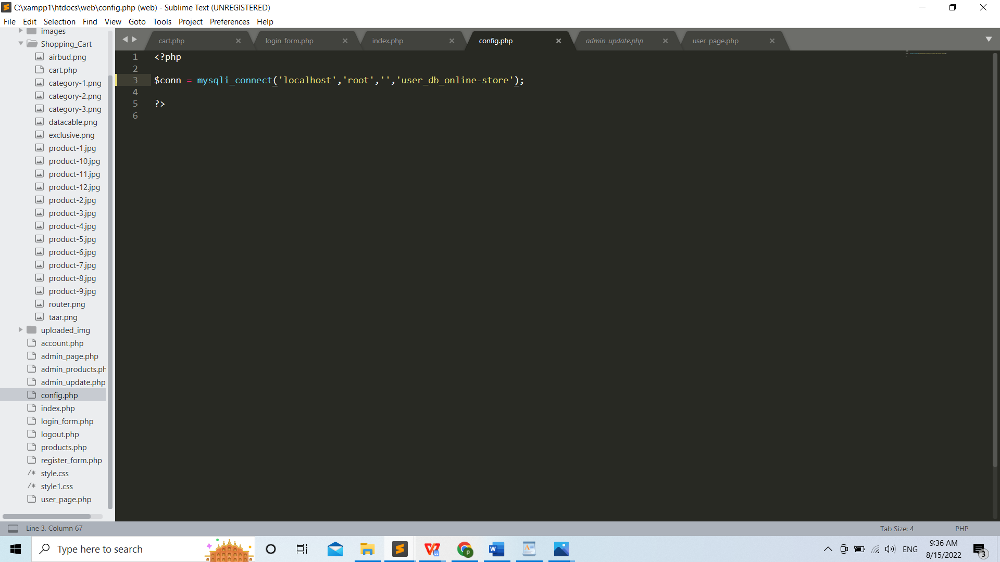 C:\xampp1\htdocs\web\config.php (web) - Sublime Text (UNREGISTERED)
File Edit Selection Find View Goto Tools Project Preferences Help
images
Shopping_Cart
airbud.png
cart.php
category-1.png
category-2.png
category-3.png
datacable.png
exclusive.png
product-1.jpg
product-10.jpg
product-11.jpg
product-12.jpg
product-2.jpg
product-3.jpg
product-4.jpg
product-5.jpg
product-6.jpg
product-7.jpg
product-8.jpg
product-9.jpg
router.png
taar.png
uploaded_img
account.php
admin_page.php
admin_products.ph
admin_update.php
config.php
index.php
login_form.php
logout.php
products.php
register_form.php
/* style.css
/* style1.css
user_page.php
cart.php login_form.php index.php config.php admin_update.php user_page.php
1 <?php
2
3 $conn = mysqli_connect('localhost','root','','user_db_online-store');
4
5 ?>
6
Line 3, Column 67 Tab Size: 4 PHP
Type here to search
ENG
9:36 AM
8/15/2022
3